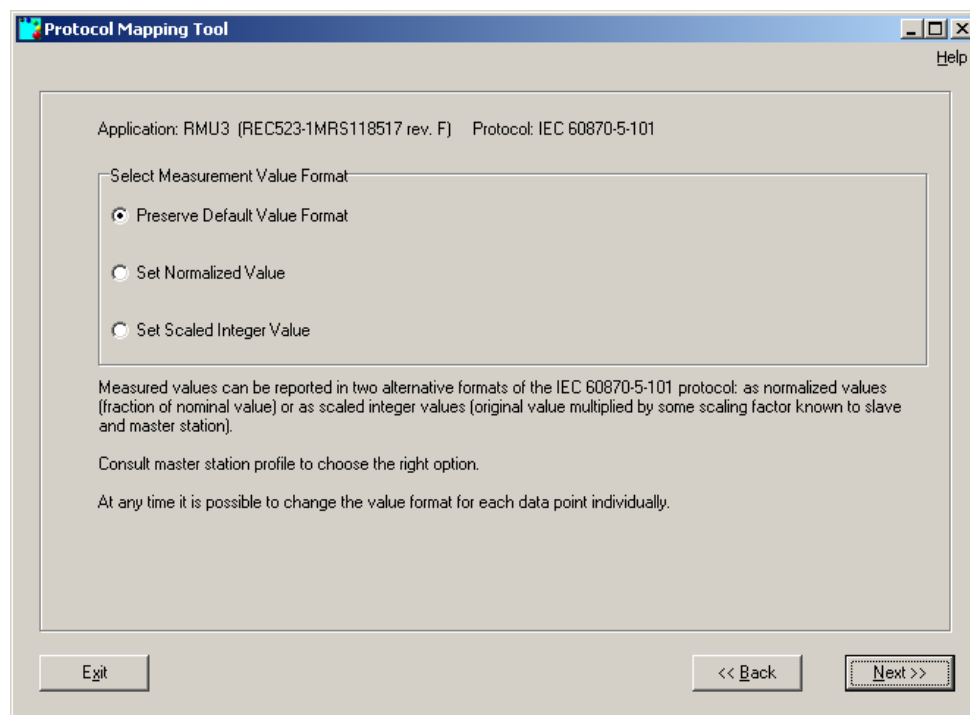 Protocol Mapping Tool
Help
Application: RMU3 (REC523-1MRS118517 rev. F) Protocol: IEC 60870-5-101
Select Measurement Value Format
Preserve Default Value Format
Set Normalized Value
Set Scaled Integer Value
Measured values can be reported in two alternative formats of the IEC 60870-5-101 protocol: as normalized values
(fraction of nominal value) or as scaled integer values (original value multiplied by some scaling factor known to slave
and master station).
Consult master station profile to choose the right option.
At any time it is possible to change the value format for each data point individually.
Exit
<< Back
Next >>